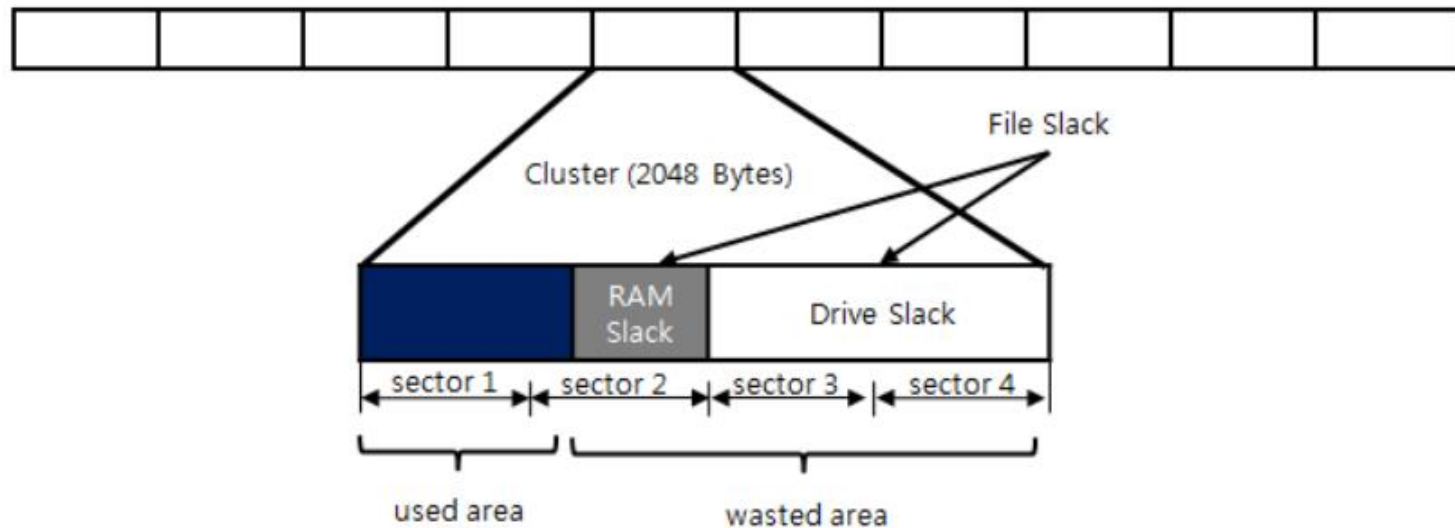 File Slack
Cluster (2048 Bytes)
RAM
Slack
Drive Slack
sector 1
sector 2
sector 3
sector 4
used area
wasted area